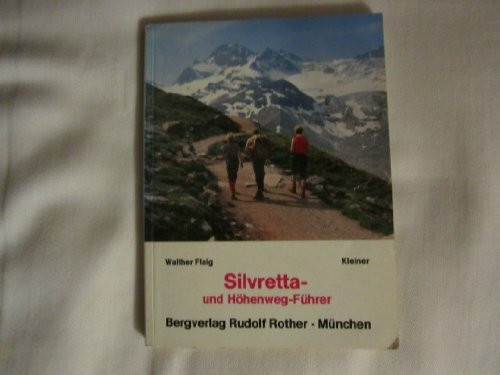 Walther Flaig Kleiner
Silvretta-
und Höhenweg-Führer
Bergverlag Rudolf Rother · München